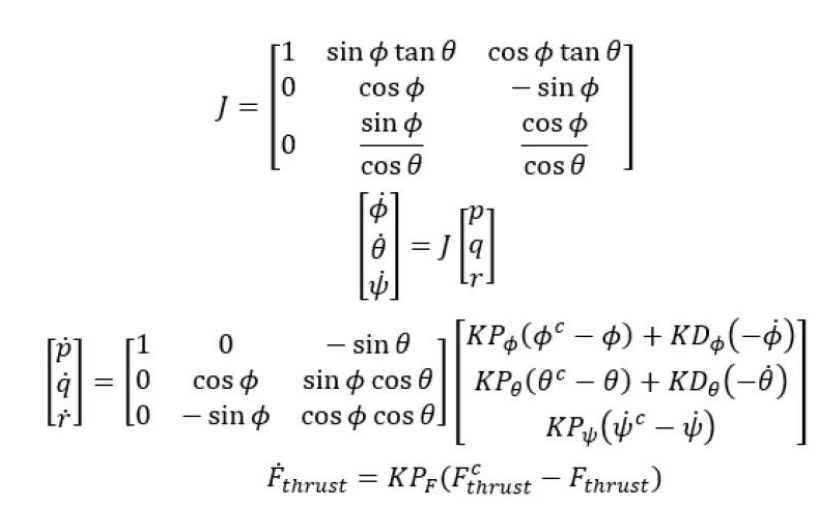 J = [1 sin ϕ tan θ cos ϕ tan θ
0 cos ϕ − sin ϕ
0 sin ϕ / cos θ cos ϕ / cos θ]
[ϕ̇ θ̇ ψ̇] = J [p q r]
[ṗ q̇ ṙ] = [1 0 − sin θ
0 cos ϕ sin ϕ cos θ
0 − sin ϕ cos ϕ cos θ] [KP_ϕ(ϕ^c − ϕ) + KD_ϕ(−ϕ̇)
KP_θ(θ^c − θ) + KD_θ(−θ̇)
KP_ψ(ψ̇^c − ψ̇)]
Ḟ_thrust = KP_F(F^c_thrust − F_thrust)